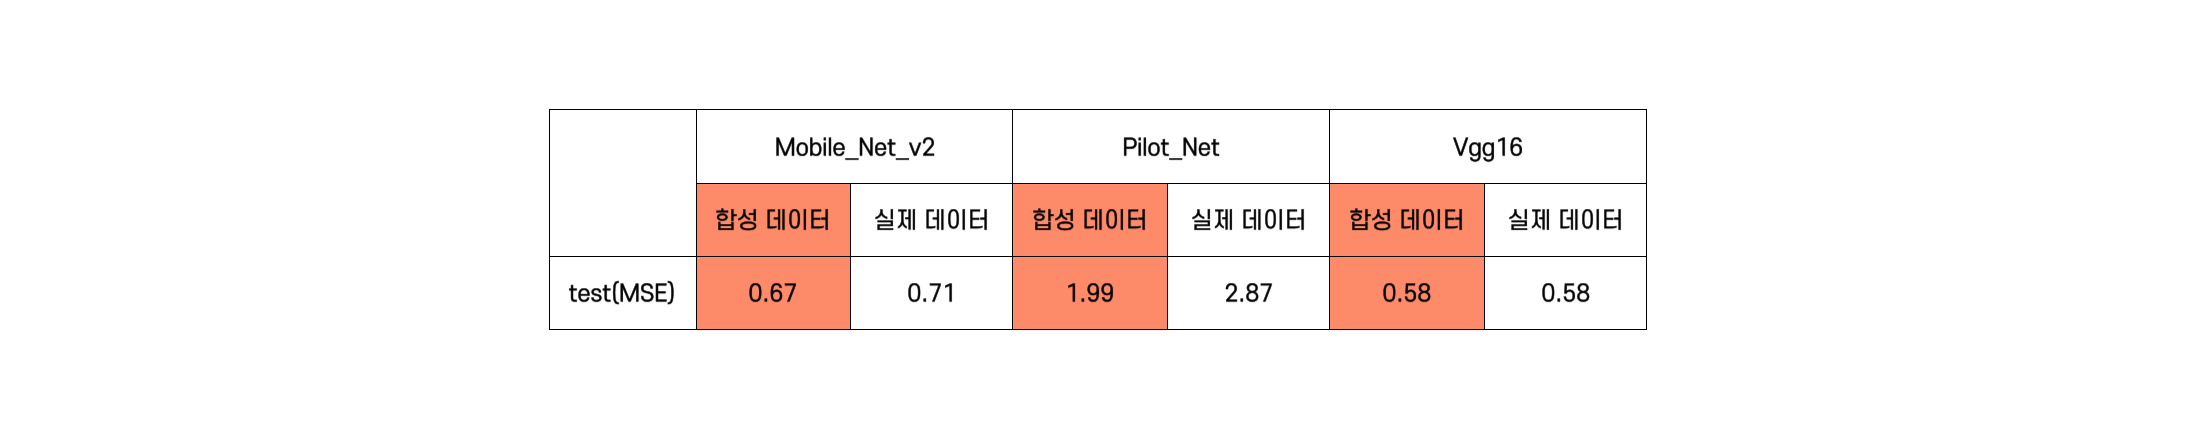 Mobile_Net_v2 Pilot_Net Vgg16
합성 데이터 실제 데이터 합성 데이터 실제 데이터 합성 데이터 실제 데이터
test(MSE) 0.67 0.71 1.99 2.87 0.58 0.58